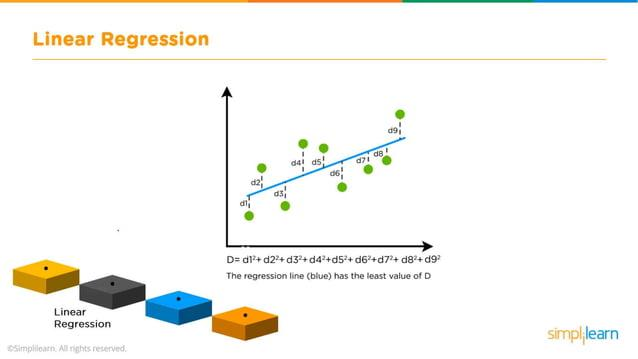 Linear Regression
d9
d4 d5 d8
d7
d2 d6
d3
d1
D= d1²+ d2²+ d3²+ d4²+d5²+ d6²+d7²+ d8²+ d9²
The regression line (blue) has the least value of D
Linear
Regression
©Simplilearn. All rights reserved.
simplilearn